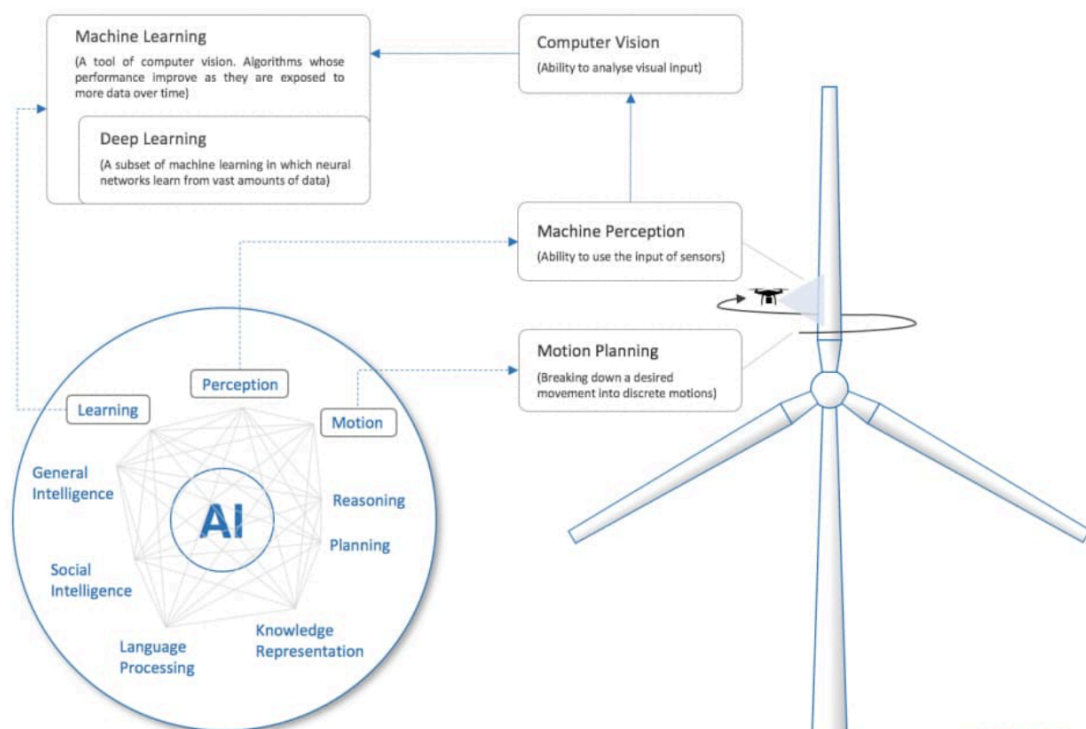 Machine Learning
(A tool of computer vision. Algorithms whose
performance improve as they are exposed to
more data over time)
Deep Learning
(A subset of machine learning in which neural
networks learn from vast amounts of data)
Computer Vision
(Ability to analyse visual input)
Machine Perception
(Ability to use the input of sensors)
Motion Planning
(Breaking down a desired
movement into discrete motions)
Perception
Learning
Motion
General
Intelligence
Reasoning
AI
Planning
Social
Intelligence
Language
Processing
Knowledge
Representation